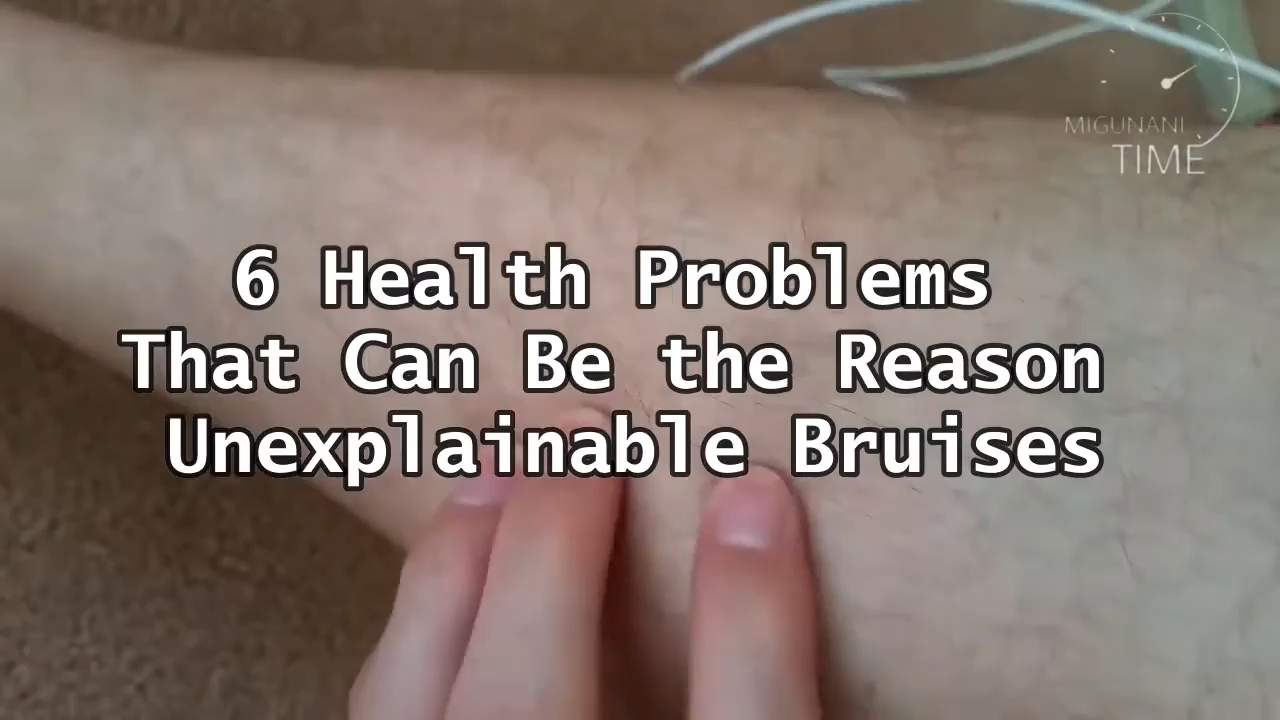 MIGUNANI
TIME
6 Health Problems
That Can Be the Reason
Unexplainable Bruises